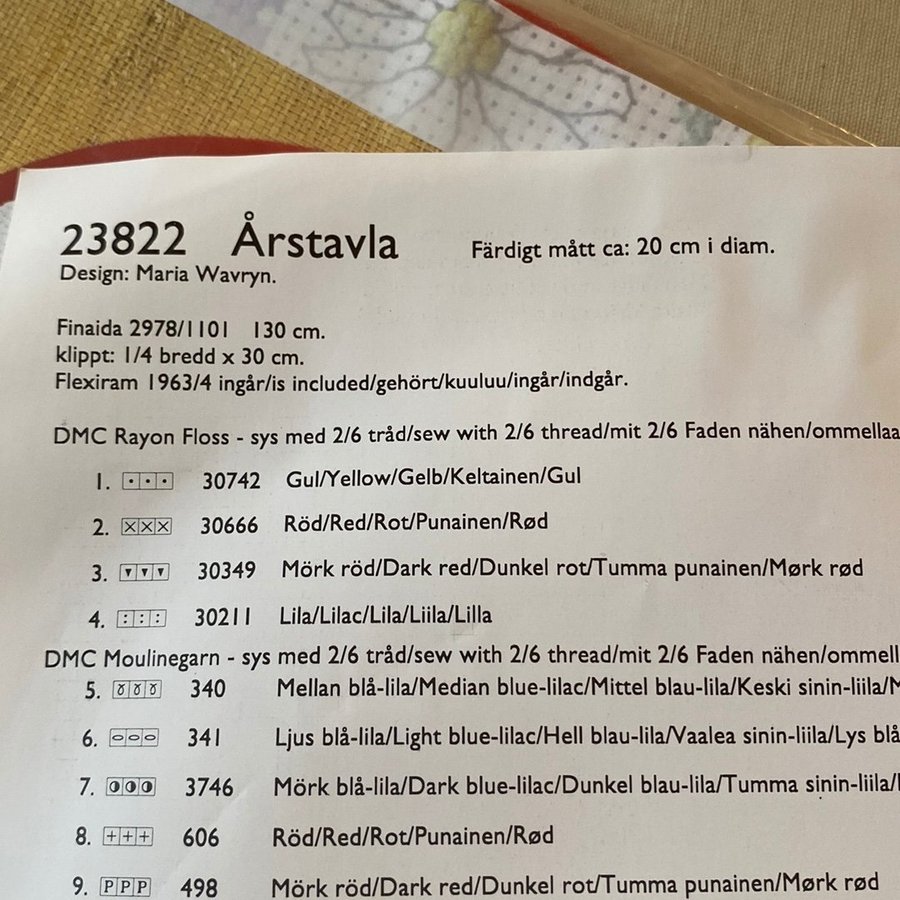 23822 Årstavla Färdigt mått ca: 20 cm i diam.
Design: Maria Wavryn.
Finaida 2978/1101 130 cm.
klippt: 1/4 bredd x 30 cm.
Flexiram 1963/4 ingår/is included/gehört/kuuluu/ingår/indgår.
DMC Rayon Floss - sys med 2/6 tråd/sew with 2/6 thread/mit 2/6 Faden nähen/ommellaa
1. 30742 Gul/Yellow/Gelb/Keltainen/Gul
2. XXX 30666 Röd/Red/Rot/Punainen/Rød
3. 30349 Mörk röd/Dark red/Dunkel rot/Tumma punainen/Mørk rød
4. : : : 30211 Lila/Lilac/Lila/Liila/Lilla
DMC Moulinegarn - sys med 2/6 tråd/sew with 2/6 thread/mit 2/6 Faden nähen/ommell
5. 340 Mellan blå-lila/Median blue-lilac/Mittel blau-lila/Keski sinin-liila/M
6. 341 Ljus blå-lila/Light blue-lilac/Hell blau-lila/Vaalea sinin-liila/Lys blå
7. 3746 Mörk blå-lila/Dark blue-lilac/Dunkel blau-lila/Tumma sinin-liila/
8. +++ 606 Röd/Red/Rot/Punainen/Rød
9. PPP 498 Mörk röd/Dark red/Dunkel rot/Tumma punainen/Mørk rød